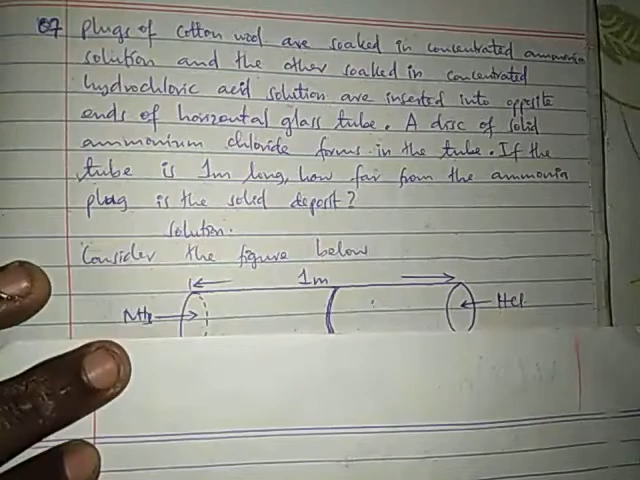 07 plugs of cotton wool are soaked in concentrated ammonia
solution and the other soaked in concentrated
hydrochloric acid solution are inserted into opposite
ends of horizontal glass tube. A disc of solid
ammonium chloride forms in the tube. If the
tube is 1m long, how far from the ammonia
plug is the solid deposit?
solution.
Consider the figure below
1m
NH3
HCl